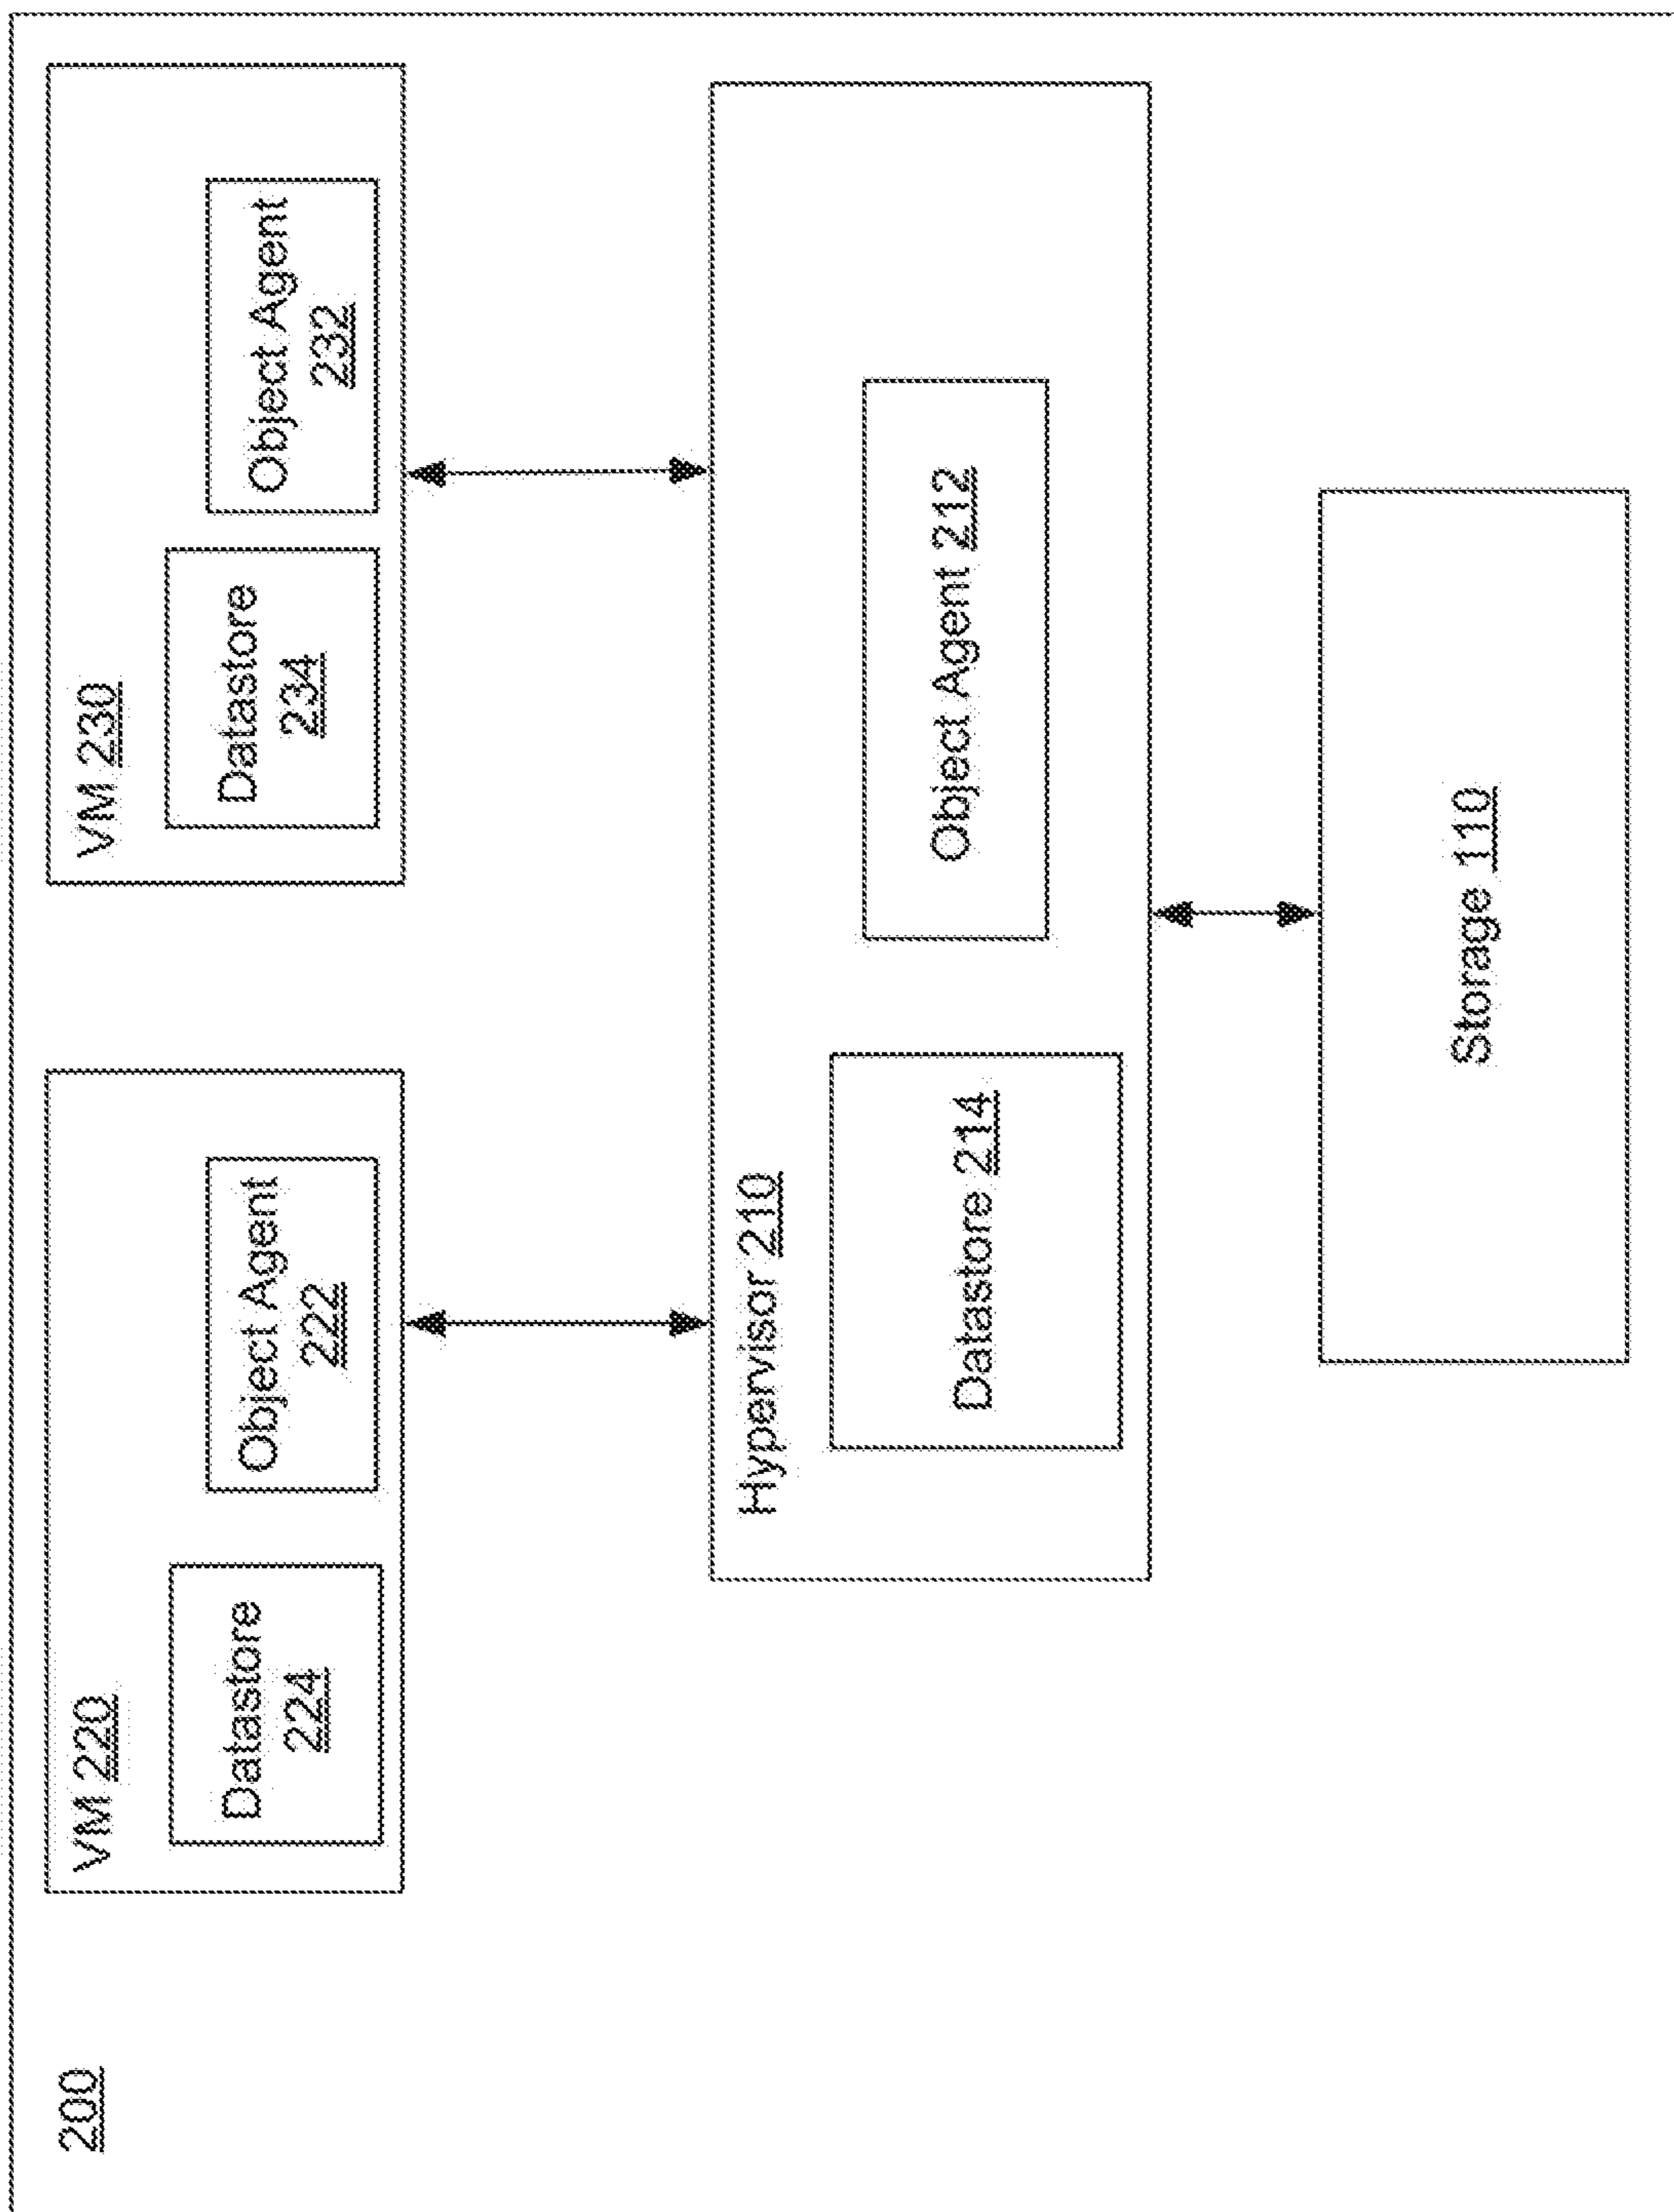 200
VM 220
Datastore
224
Object Agent
222
VM 230
Datastore
234
Object Agent
232
Hypervisor 210
Datastore 214
Object Agent 212
Storage 110